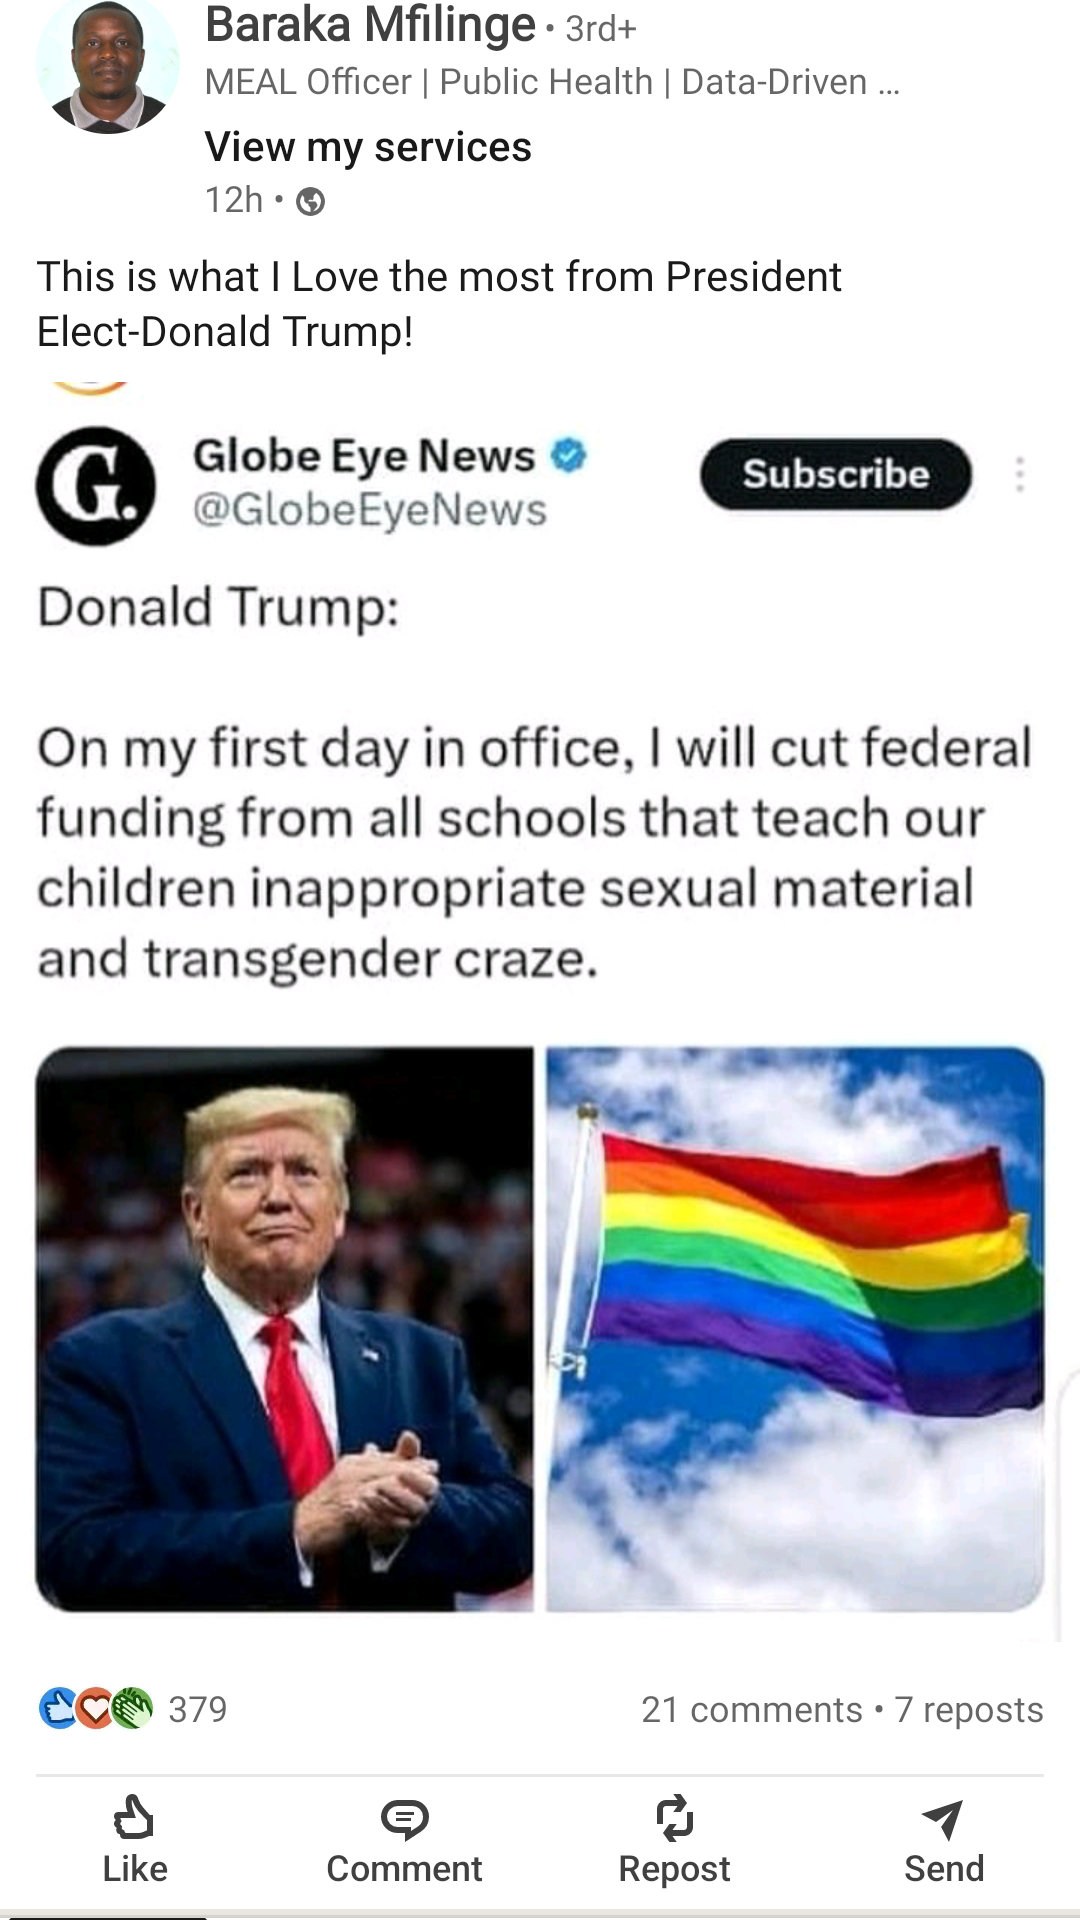 Baraka Mfilinge • 3rd+
MEAL Officer | Public Health | Data-Driven ...
View my services
12h •
This is what I Love the most from President
Elect-Donald Trump!
G.
Globe Eye News
@GlobeEyeNews
Subscribe
Donald Trump:
On my first day in office, I will cut federal
funding from all schools that teach our
children inappropriate sexual material
and transgender craze.
379
21 comments • 7 reposts
Like
Comment
Repost
Send